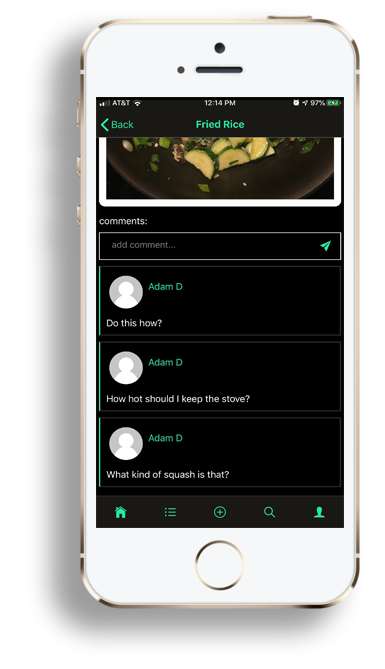 AT&T 12:14 PM 97%
Back Fried Rice
comments:
add comment...
Adam D
Do this how?
Adam D
How hot should I keep the stove?
Adam D
What kind of squash is that?